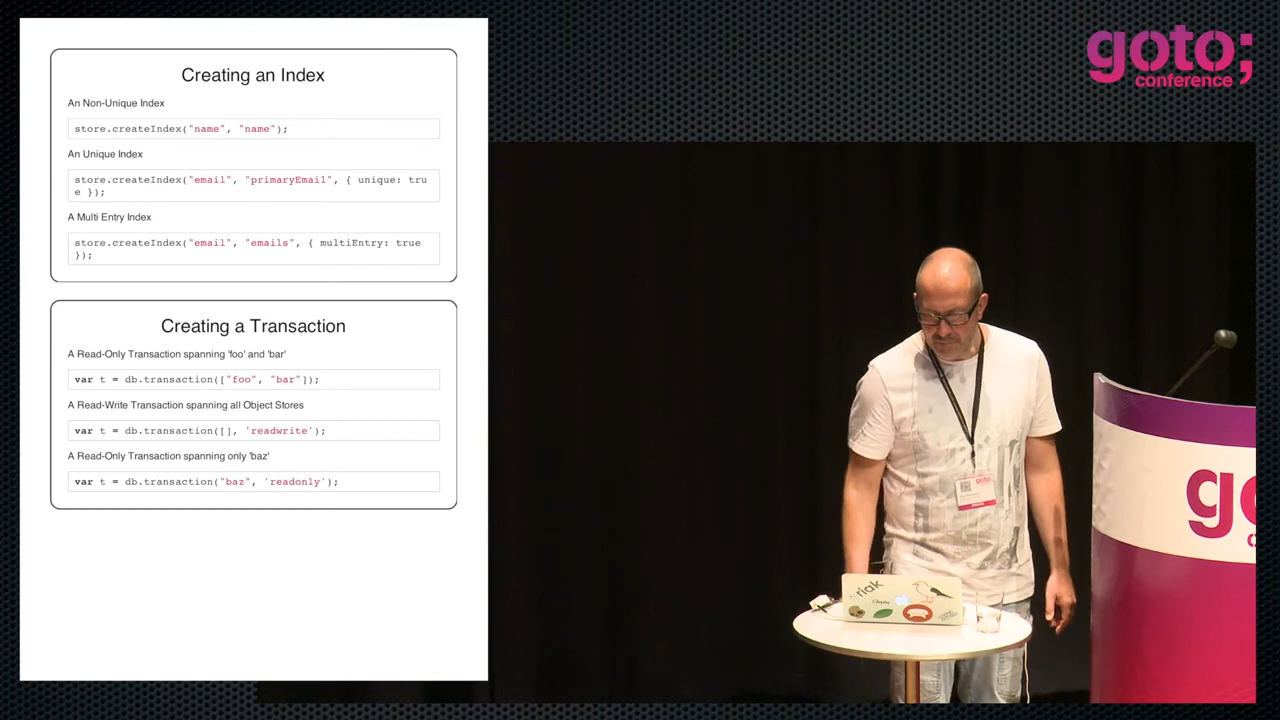 goto;
conference
Creating an Index
An Non-Unique Index
store.createIndex("name", "name");
An Unique Index
store.createIndex("email", "primaryEmail", { unique: tru
e });
A Multi Entry Index
store.createIndex("email", "emails", { multiEntry: true
});
Creating a Transaction
A Read-Only Transaction spanning 'foo' and 'bar'
var t = db.transaction(["foo", "bar"]);
A Read-Write Transaction spanning all Object Stores
var t = db.transaction([], 'readwrite');
A Read-Only Transaction spanning only 'baz'
var t = db.transaction("baz", 'readonly');
goto;
riak
go